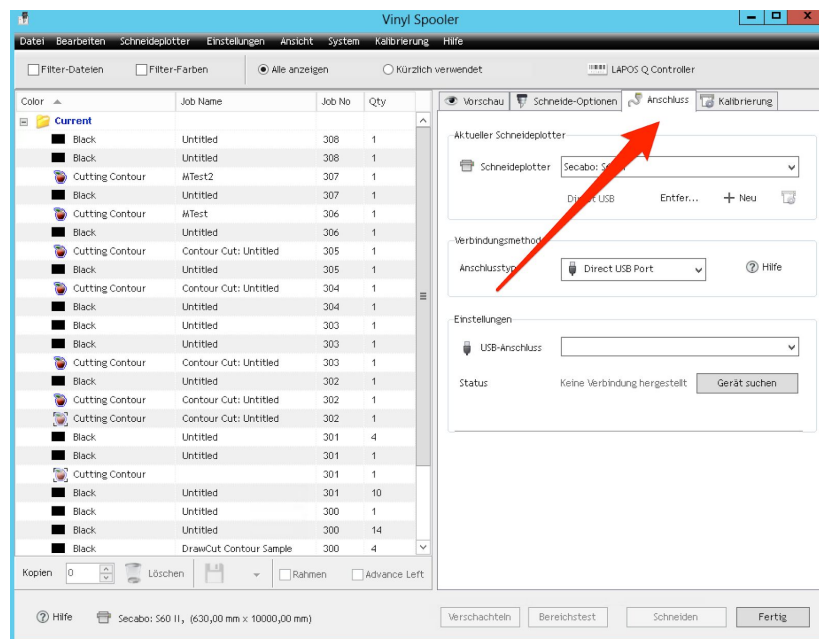 Vinyl Spooler
Datei Bearbeiten Schneideplotter Einstellungen Ansicht System Kalibrierung Hilfe
Filter-Dateien Filter-Farben Alle anzeigen Kürzlich verwendet LAPOS Q Controller
Color Job Name Job No Qty
Current
Black Untitled 308 1
Black Untitled 308 1
Cutting Contour MTest2 307 1
Black Untitled 307 1
Cutting Contour MTest 306 1
Black Untitled 306 1
Cutting Contour Contour Cut: Untitled 305 1
Black Untitled 305 1
Cutting Contour Contour Cut: Untitled 304 1
Black Untitled 304 1
Black Untitled 303 1
Black Untitled 303 1
Cutting Contour Contour Cut: Untitled 303 1
Black Untitled 302 1
Cutting Contour Contour Cut: Untitled 302 1
Cutting Contour Contour Cut: Untitled 302 1
Black Untitled 301 4
Black Untitled 301 1
Cutting Contour 301 1
Black Untitled 301 10
Black Untitled 300 1
Black Untitled 300 14
Black DrawCut Contour Sample 300 4
Kopien 0 Löschen Rahmen Advance Left
Vorschau Schneide-Optionen Anschluss Kalibrierung
Aktueller Schneideplotter
Schneideplotter Secabo:
Direct USB Entfer... Neu
Verbindungsmethode
Anschlusstyp Direct USB Port Hilfe
Einstellungen
USB-Anschluss
Status Keine Verbindung hergestellt Gerät suchen
Hilfe Secabo: S60 II, (630,00 mm x 10000,00 mm) Verschachteln Bereichstest Schneiden Fertig